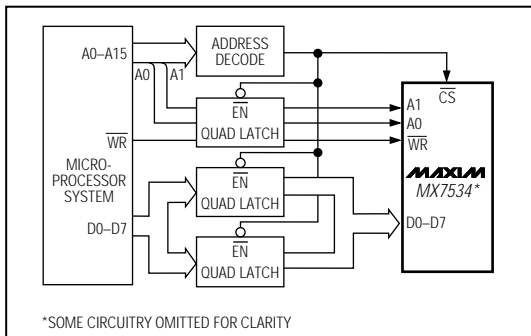 A0–A15
ADDRESS
DECODE
A0
A1
CS
EN
QUAD LATCH
A1
A0
WR
WR
MICRO-
PROCESSOR
SYSTEM
MAXIM
MX7534*
EN
QUAD LATCH
D0–D7
D0–D7
EN
QUAD LATCH
*SOME CIRCUITRY OMITTED FOR CLARITY